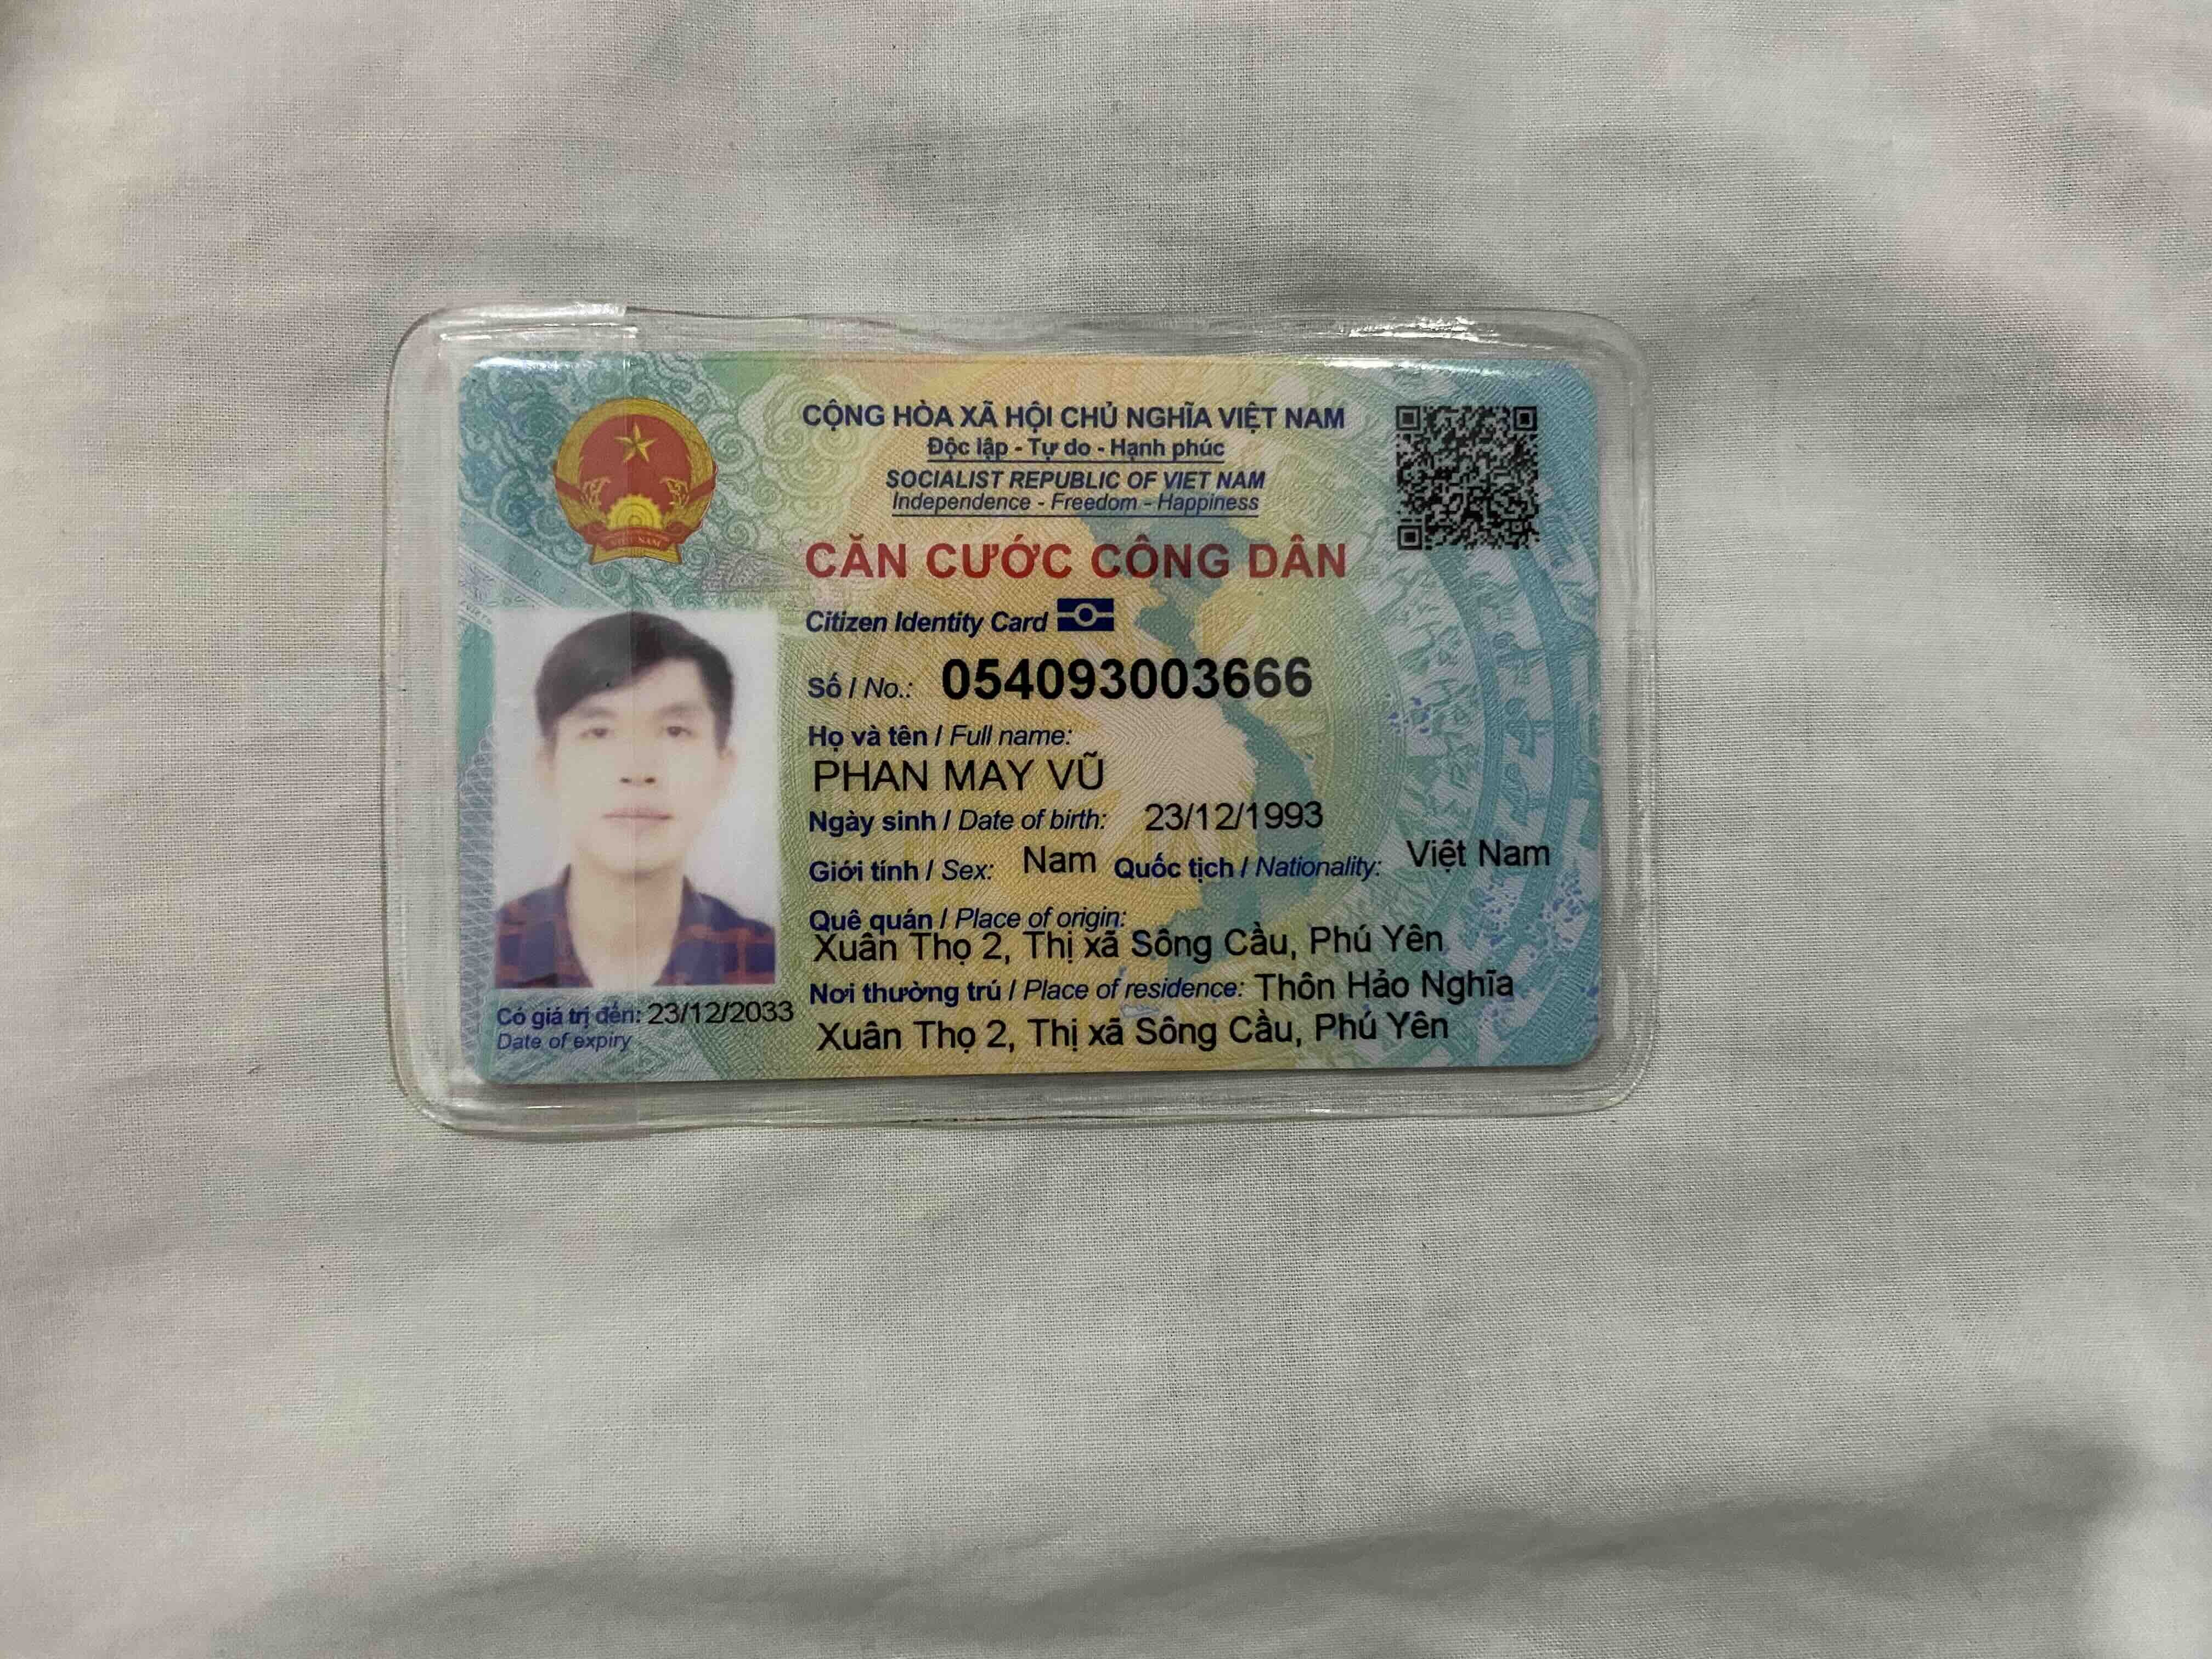 CỘNG HÒA XÃ HỘI CHỦ NGHĨA VIỆT NAM
Độc lập - Tự do - Hạnh phúc
SOCIALIST REPUBLIC OF VIET NAM
Independence - Freedom - Happiness
CĂN CƯỚC CÔNG DÂN
Citizen Identity Card
Số / No.: 054093003666
Họ và tên / Full name:
PHAN MAY VŨ
Ngày sinh / Date of birth: 23/12/1993
Giới tính / Sex: Nam Quốc tịch / Nationality: Việt Nam
Quê quán / Place of origin:
Xuân Thọ 2, Thị xã Sông Cầu, Phú Yên
Nơi thường trú / Place of residence: Thôn Hảo Nghĩa
Xuân Thọ 2, Thị xã Sông Cầu, Phú Yên
Có giá trị đến: 23/12/2033
Date of expiry
VIỆT NAM